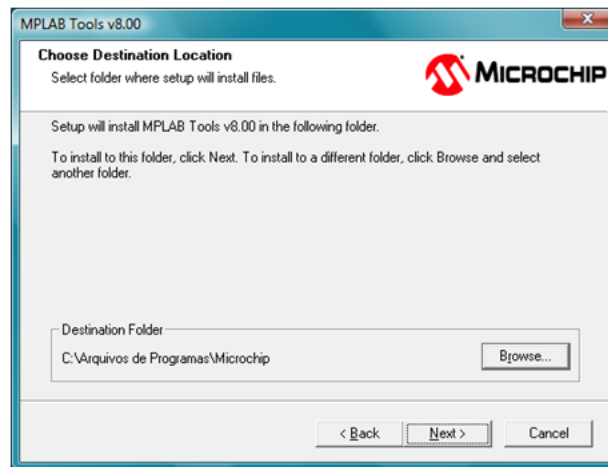 MPLAB Tools v8.00
Choose Destination Location
Select folder where setup will install files.
MICROCHIP
Setup will install MPLAB Tools v8.00 in the following folder.
To install to this folder, click Next. To install to a different folder, click Browse and select
another folder.
Destination Folder
C:\Arquivos de Programas\Microchip
Browse...
< Back
Next >
Cancel